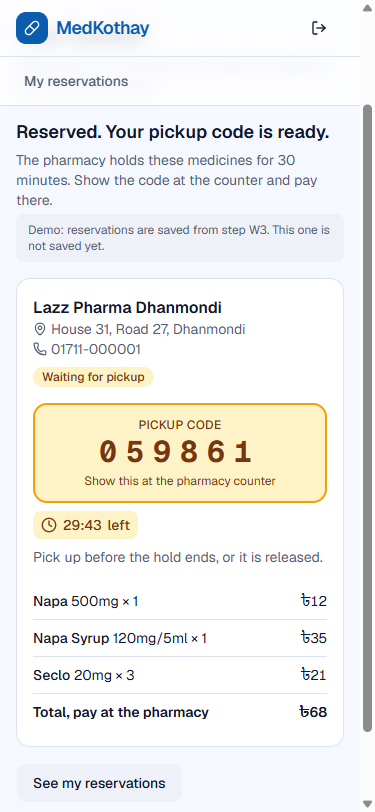 MedKothay
My reservations
Reserved. Your pickup code is ready.
The pharmacy holds these medicines for 30
minutes. Show the code at the counter and pay
there.
Demo: reservations are saved from step W3. This one is
not saved yet.
Lazz Pharma Dhanmondi
House 31, Road 27, Dhanmondi
01711-000001
Waiting for pickup
PICKUP CODE
059861
Show this at the pharmacy counter
29:43 left
Pick up before the hold ends, or it is released.
Napa 500mg × 1 ৳12
Napa Syrup 120mg/5ml × 1 ৳35
Seclo 20mg × 3 ৳21
Total, pay at the pharmacy ৳68
See my reservations